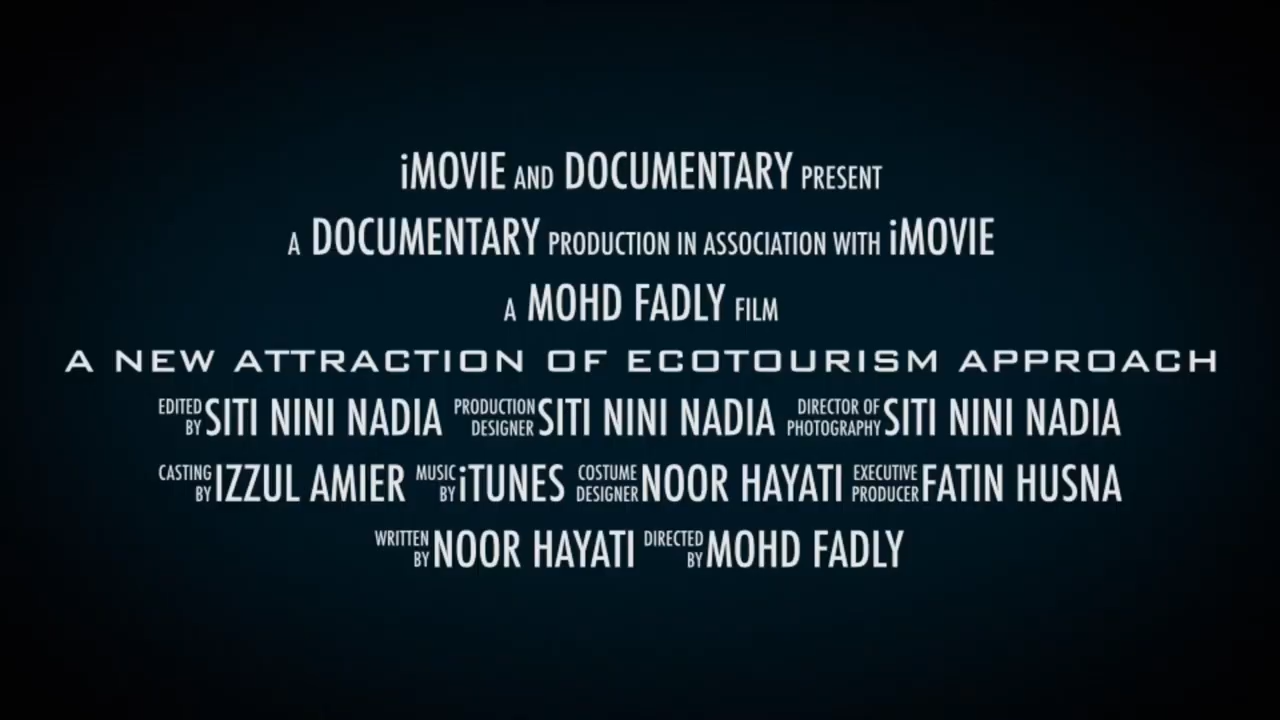 iMOVIE AND DOCUMENTARY PRESENT
A DOCUMENTARY PRODUCTION IN ASSOCIATION WITH iMOVIE
A MOHD FADLY FILM
A NEW ATTRACTION OF ECOTOURISM APPROACH
EDITED BY SITI NINI NADIA PRODUCTION DESIGNER SITI NINI NADIA DIRECTOR OF PHOTOGRAPHY SITI NINI NADIA
CASTING BY IZZUL AMIER MUSIC BY iTUNES COSTUME DESIGNER NOOR HAYATI EXECUTIVE PRODUCER FATIN HUSNA
WRITTEN BY NOOR HAYATI DIRECTED BY MOHD FADLY